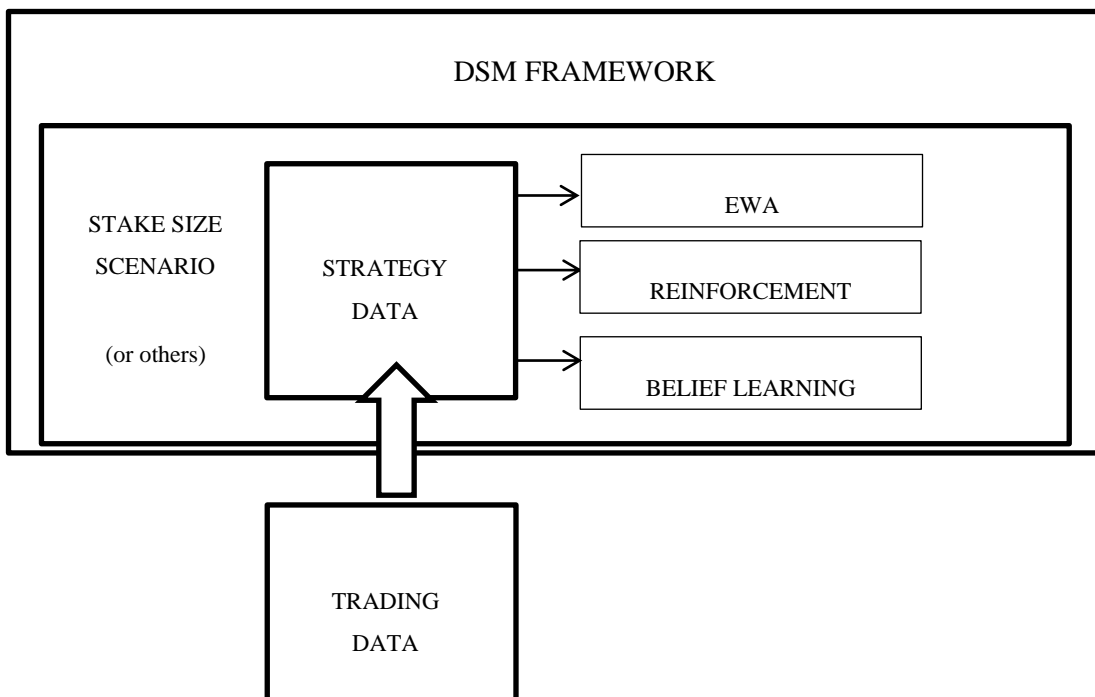 DSM FRAMEWORK
STAKE SIZE
SCENARIO
(or others)
STRATEGY
DATA
EWA
REINFORCEMENT
BELIEF LEARNING
TRADING
DATA